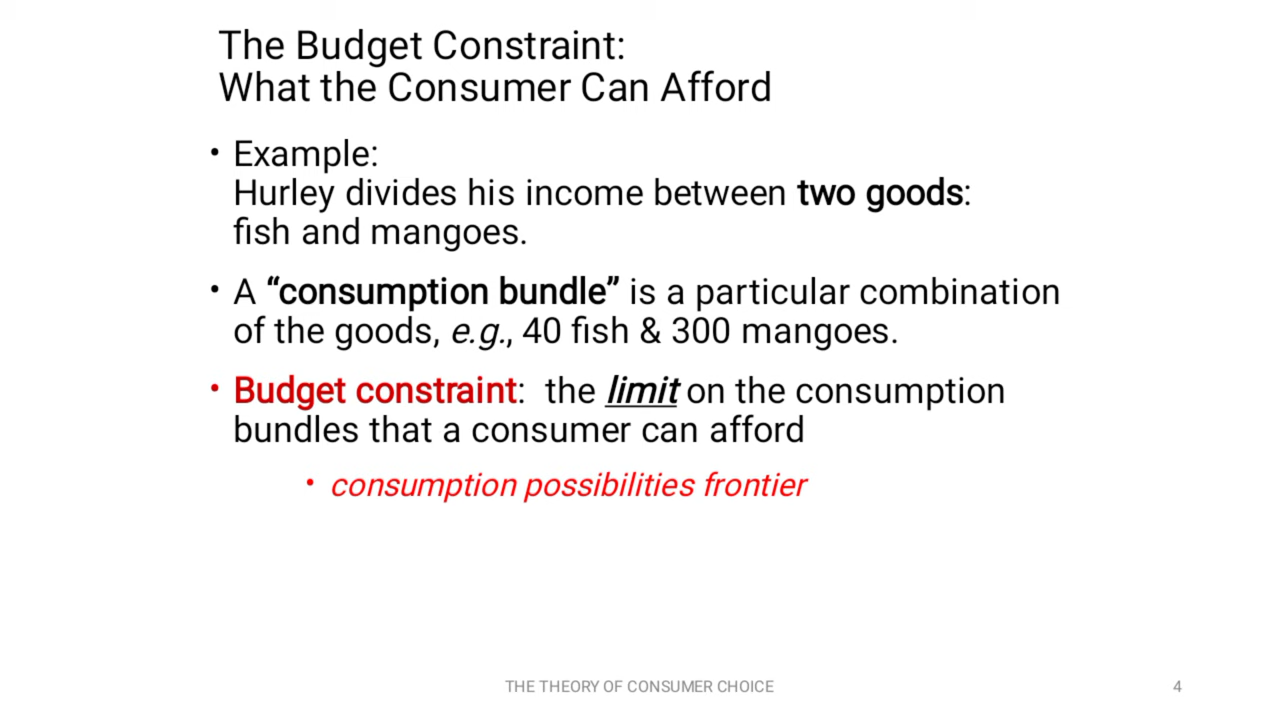 The Budget Constraint:
What the Consumer Can Afford
• Example:
Hurley divides his income between two goods:
fish and mangoes.
• A “consumption bundle” is a particular combination
of the goods, e.g., 40 fish & 300 mangoes.
• Budget constraint:  the limit on the consumption
bundles that a consumer can afford
• consumption possibilities frontier
THE THEORY OF CONSUMER CHOICE
4